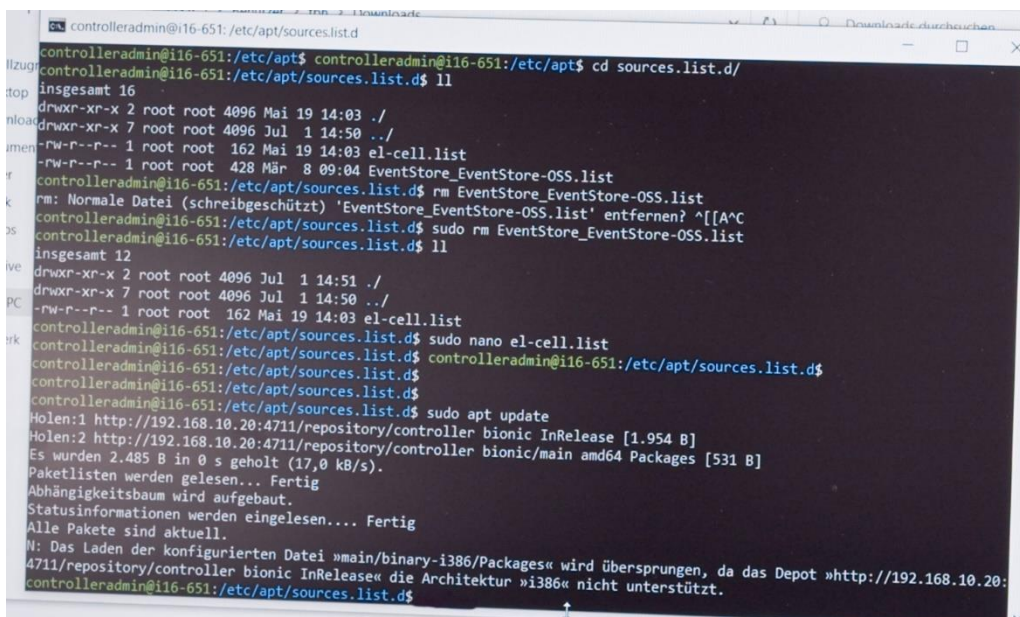 Downloads
Downloads durchsuchen
controlleradmin@i16-651: /etc/apt/sources.list.d
controlleradmin@i16-651:/etc/apt$ controlleradmin@i16-651:/etc/apt$ cd sources.list.d/
controlleradmin@i16-651:/etc/apt/sources.list.d$ ll
insgesamt 16
drwxr-xr-x 2 root root 4096 Mai 19 14:03 ./
drwxr-xr-x 7 root root 4096 Jul  1 14:50 ../
-rw-r--r-- 1 root root  162 Mai 19 14:03 el-cell.list
-rw-r--r-- 1 root root  428 Mär  8 09:04 EventStore_EventStore-OSS.list
controlleradmin@i16-651:/etc/apt/sources.list.d$ rm EventStore_EventStore-OSS.list
rm: Normale Datei (schreibgeschützt) 'EventStore_EventStore-OSS.list' entfernen? ^[[A^C
controlleradmin@i16-651:/etc/apt/sources.list.d$ sudo rm EventStore_EventStore-OSS.list
controlleradmin@i16-651:/etc/apt/sources.list.d$ ll
insgesamt 12
drwxr-xr-x 2 root root 4096 Jul  1 14:51 ./
drwxr-xr-x 7 root root 4096 Jul  1 14:50 ../
-rw-r--r-- 1 root root  162 Mai 19 14:03 el-cell.list
controlleradmin@i16-651:/etc/apt/sources.list.d$ sudo nano el-cell.list
controlleradmin@i16-651:/etc/apt/sources.list.d$ controlleradmin@i16-651:/etc/apt/sources.list.d$
controlleradmin@i16-651:/etc/apt/sources.list.d$
controlleradmin@i16-651:/etc/apt/sources.list.d$
controlleradmin@i16-651:/etc/apt/sources.list.d$ sudo apt update
Holen:1 http://192.168.10.20:4711/repository/controller bionic InRelease [1.954 B]
Holen:2 http://192.168.10.20:4711/repository/controller bionic/main amd64 Packages [531 B]
Es wurden 2.485 B in 0 s geholt (17,0 kB/s).
Paketlisten werden gelesen... Fertig
Abhängigkeitsbaum wird aufgebaut.
Statusinformationen werden eingelesen.... Fertig
Alle Pakete sind aktuell.
N: Das Laden der konfigurierten Datei »main/binary-i386/Packages« wird übersprungen, da das Depot »http://192.168.10.20:
4711/repository/controller bionic InRelease« die Architektur »i386« nicht unterstützt.
controlleradmin@i16-651:/etc/apt/sources.list.d$